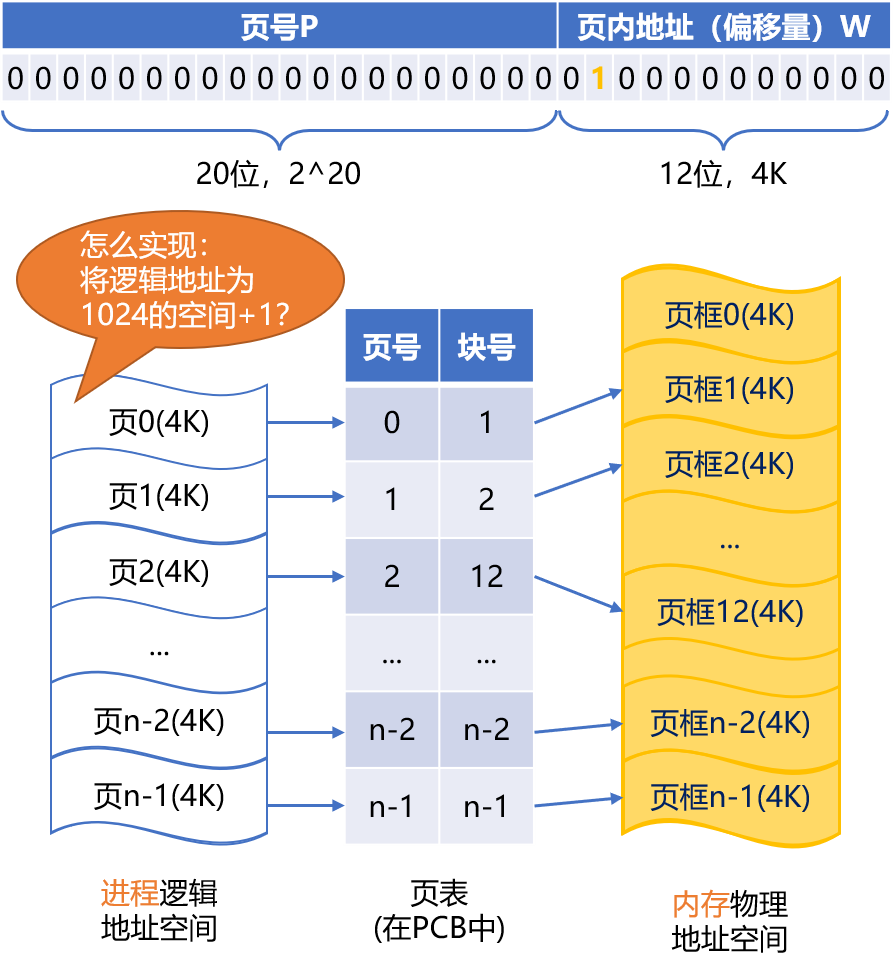 页号P 页内地址（偏移量）W
0 0 0 0 0 0 0 0 0 0 0 0 0 0 0 0 0 0 0 0 0 1 0 0 0 0 0 0 0 0 0 0
20位，2^20 12位，4K
怎么实现：
将逻辑地址为
1024的空间+1？
页0(4K)
页1(4K)
页2(4K)
...
页n-2(4K)
页n-1(4K)
进程逻辑
地址空间
页号 块号
0 1
1 2
2 12
... ...
n-2 n-2
n-1 n-1
页表
(在PCB中)
页框0(4K)
页框1(4K)
页框2(4K)
...
页框12(4K)
页框n-2(4K)
页框n-1(4K)
内存物理
地址空间